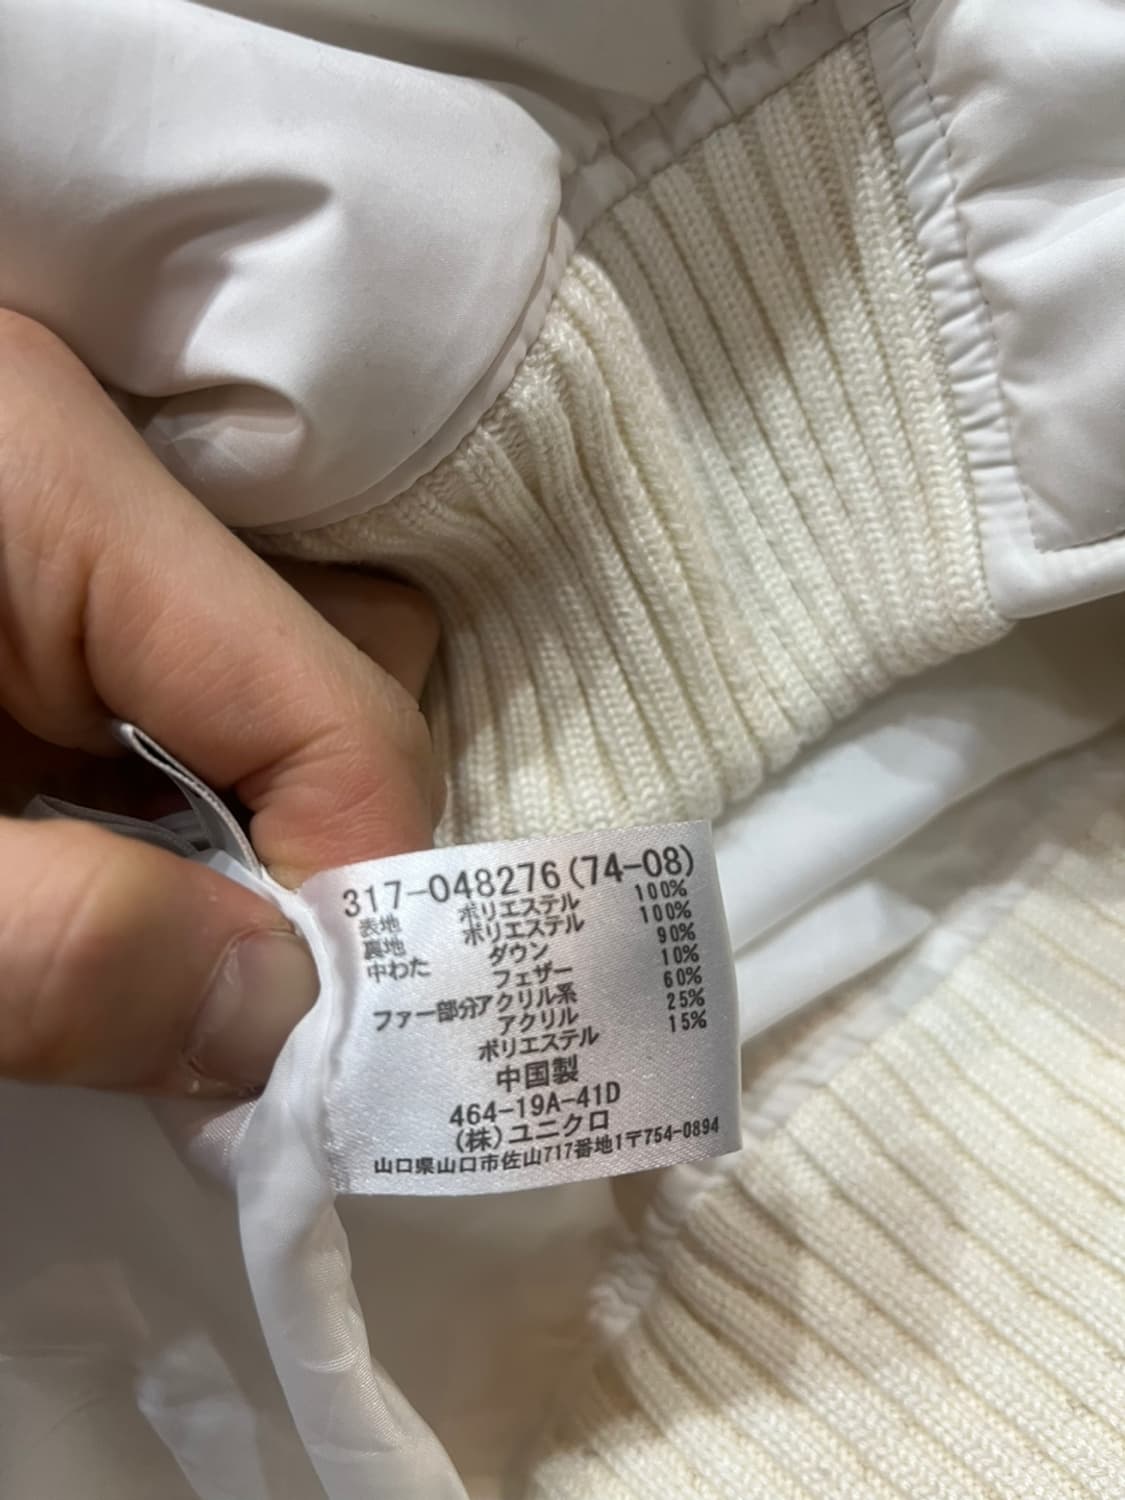 317-048276(74-08)
表地 ポリエステル 100%
裏地 ポリエステル 100%
中わた ダウン 90%
フェザー 10%
ファー部分 アクリル系 60%
アクリル 25%
ポリエステル 15%
中国製
464-19A-41D
(株)ユニクロ
山口県山口市佐山717番地1〒754-0894